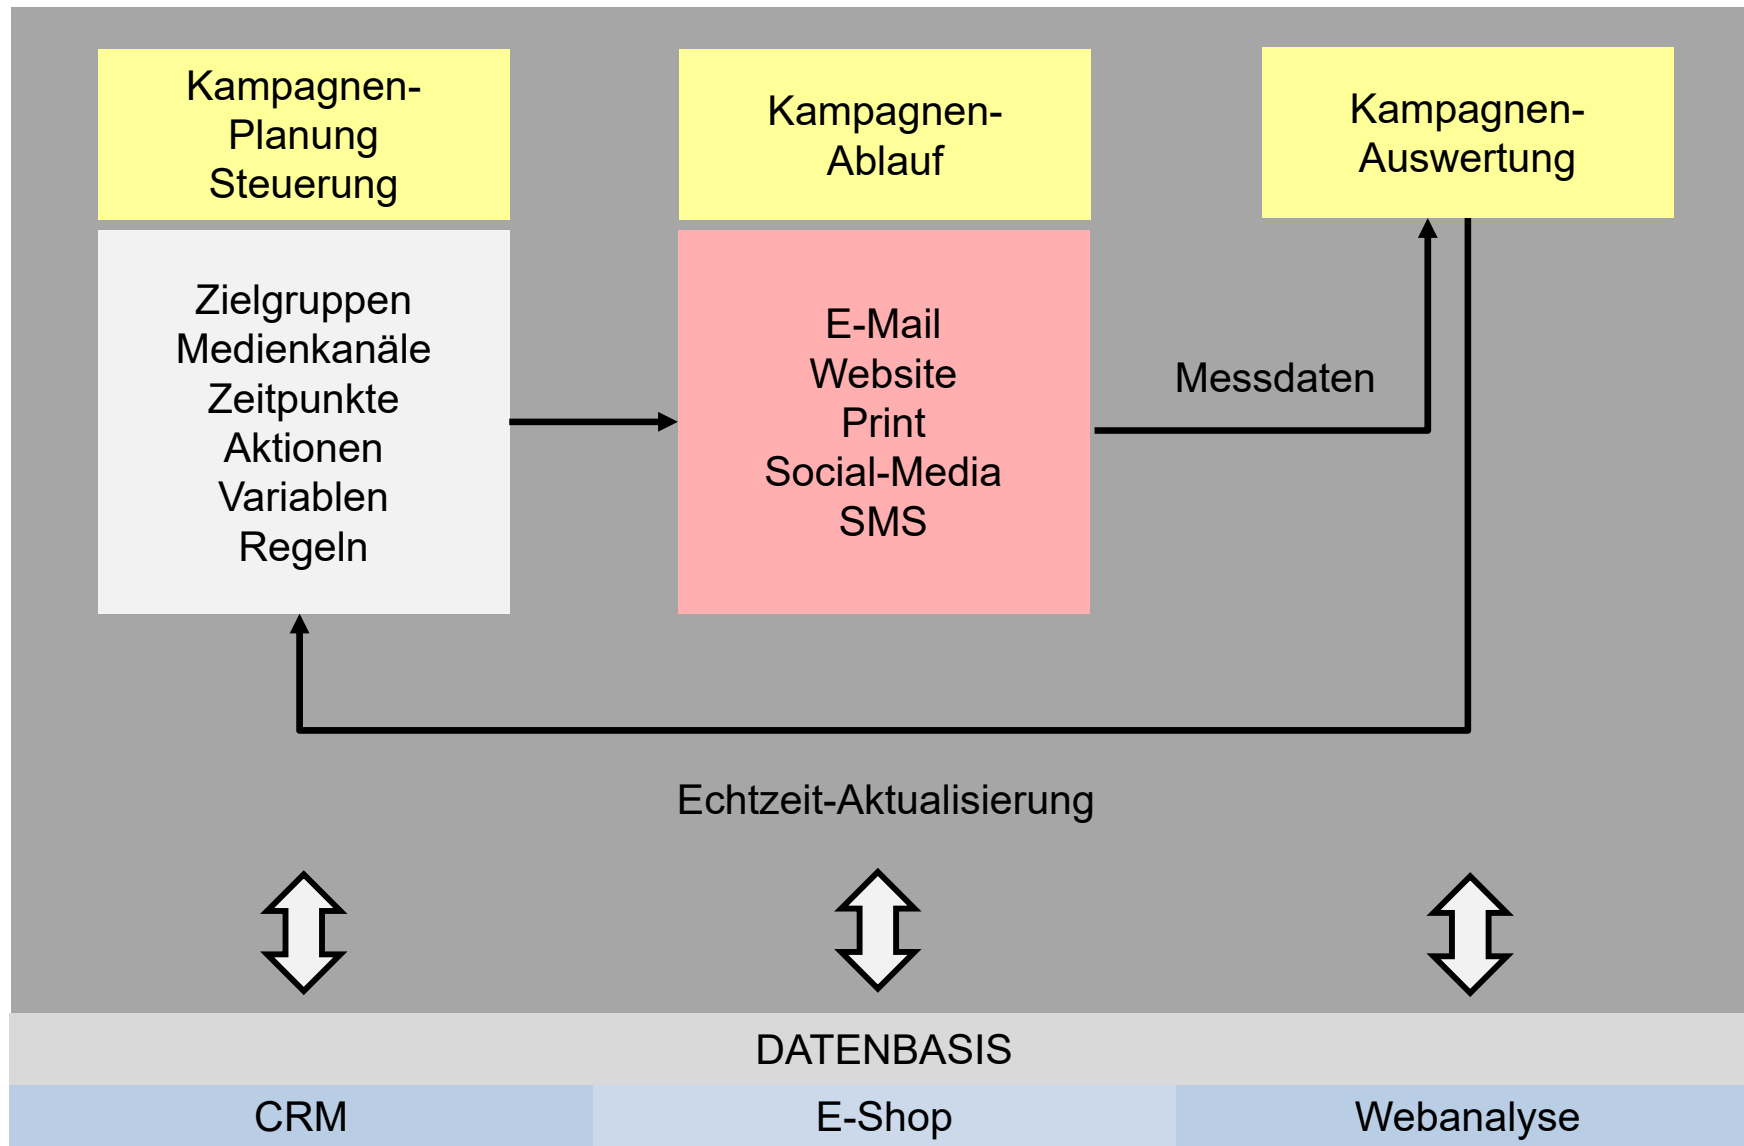 Kampagnen-
Planung
Steuerung
Kampagnen-
Ablauf
Kampagnen-
Auswertung
Zielgruppen
Medienkanäle
Zeitpunkte
Aktionen
Variablen
Regeln
E-Mail
Website
Print
Social-Media
SMS
Messdaten
Echtzeit-Aktualisierung
DATENBASIS
CRM
E-Shop
Webanalyse